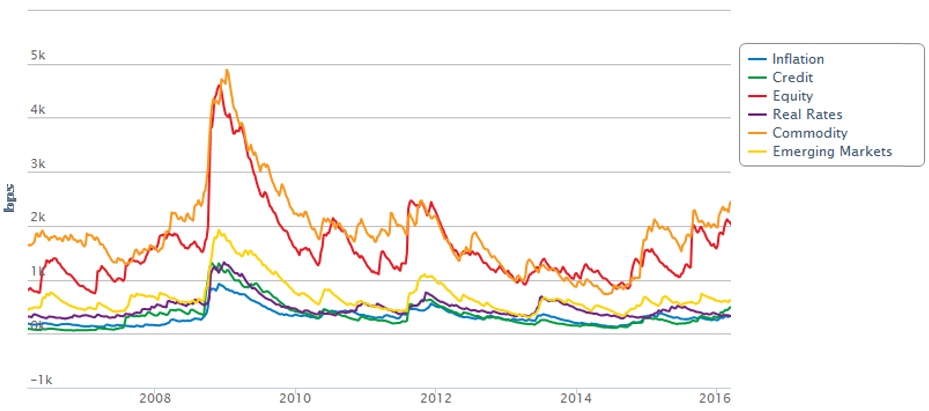 5k
4k
3k
2k
1k
0k
-1k
bps
2008
2010
2012
2014
2016
Inflation
Credit
Equity
Real Rates
Commodity
Emerging Markets